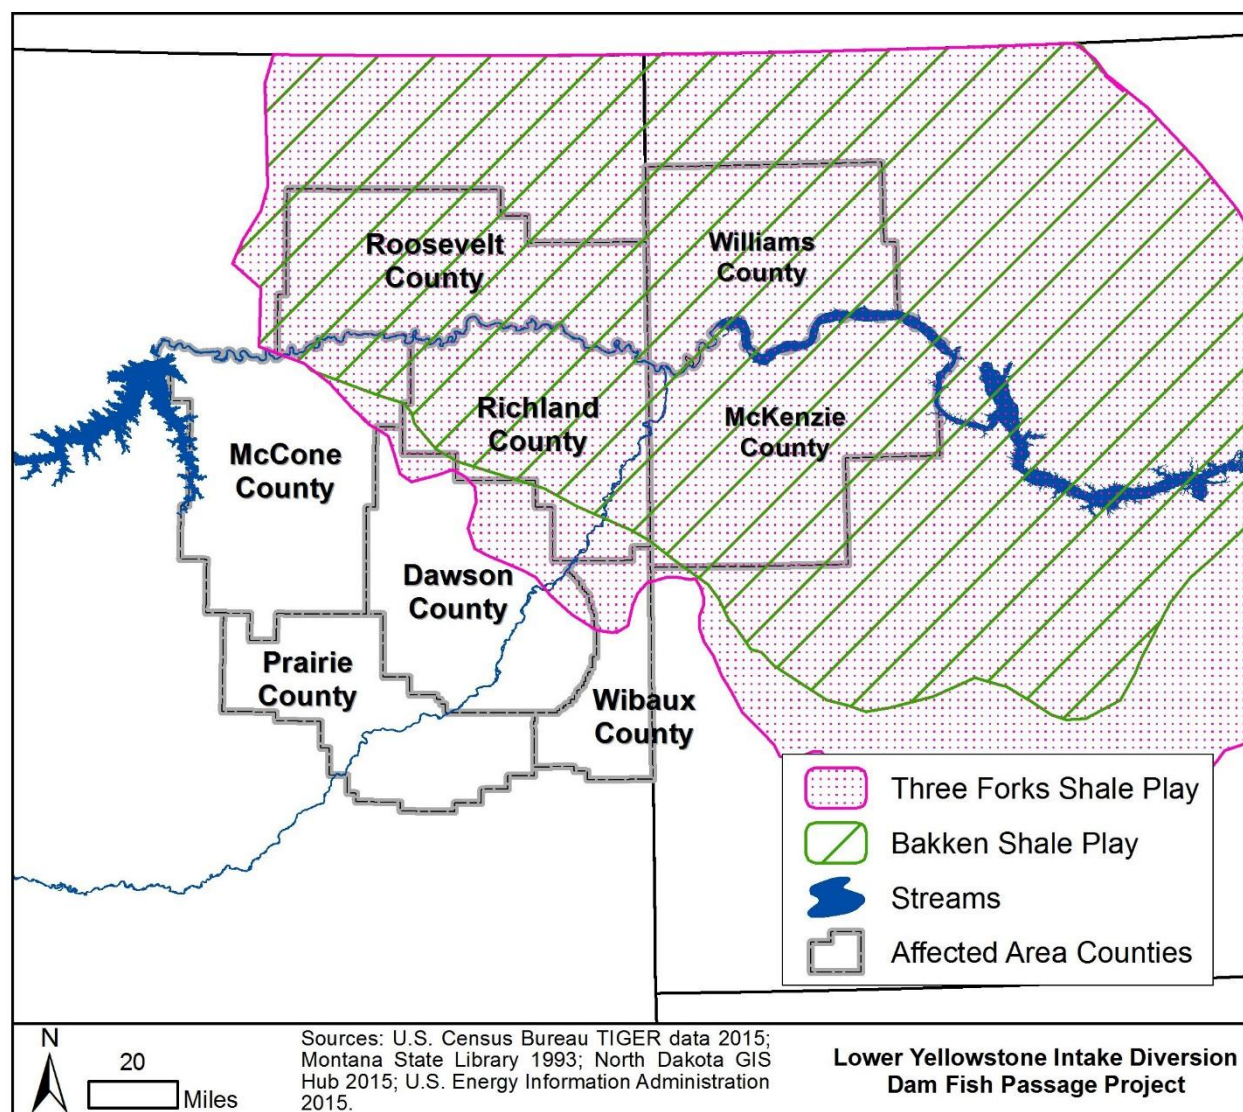 Roosevelt
County
Williams
County
Richland
County
McKenzie
County
McCone
County
Dawson
County
Prairie
County
Wibaux
County
Three Forks Shale Play
Bakken Shale Play
Streams
Affected Area Counties
N
20
Miles
Sources: U.S. Census Bureau TIGER data 2015;
Montana State Library 1993; North Dakota GIS
Hub 2015; U.S. Energy Information Administration
2015.
Lower Yellowstone Intake Diversion
Dam Fish Passage Project